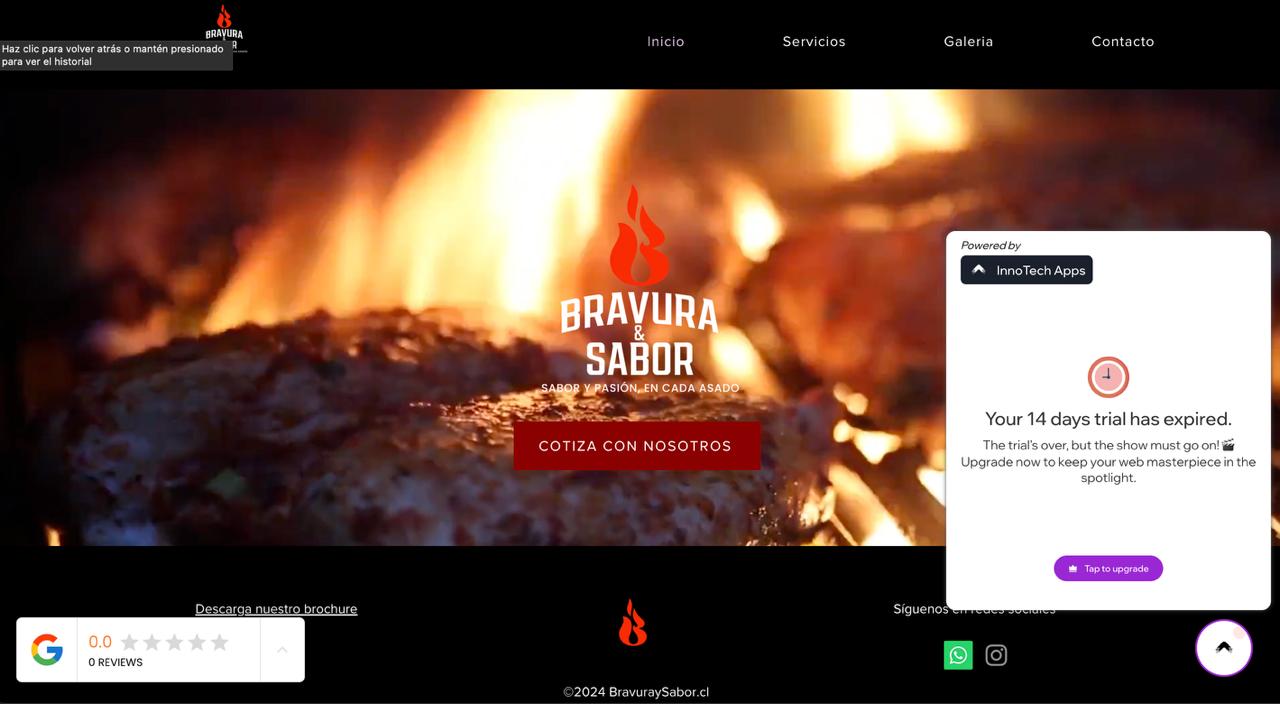 BRAVURA
Haz clic para volver atrás o mantén presionado
para ver el historial
Inicio
Servicios
Galeria
Contacto
BRAVURA
&
SABOR
SABOR Y PASIÓN, EN CADA ASADO
COTIZA CON NOSOTROS
Powered by
InnoTech Apps
Your 14 days trial has expired.
The trial's over, but the show must go on!
Upgrade now to keep your web masterpiece in the
spotlight.
Tap to upgrade
Descarga nuestro brochure
Síguenos en redes sociales
0.0
0 REVIEWS
©2024 BravuraySabor.cl